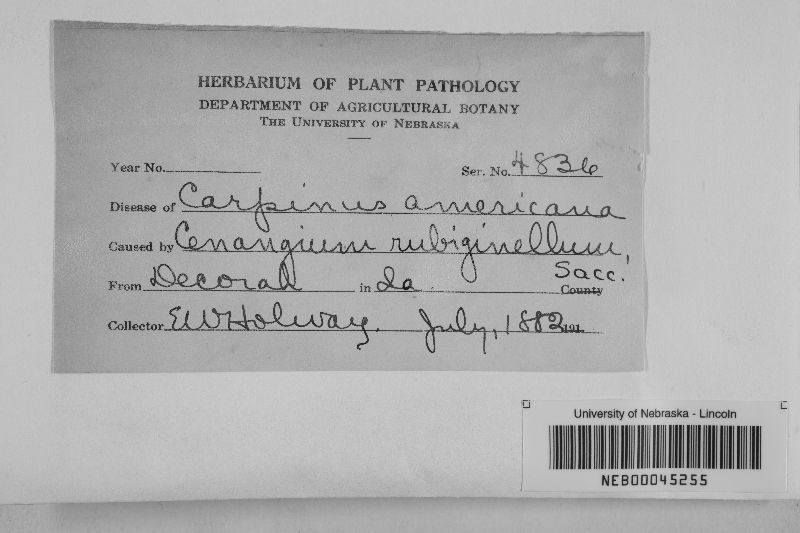 HERBARIUM OF PLANT PATHOLOGY
DEPARTMENT OF AGRICULTURAL BOTANY
THE UNIVERSITY OF NEBRASKA
Year No. Ser. No. 4836
Disease of Carpinus americana
Caused by Cenangium rubiginellum, Sacc.
From Decorah in Ia County
Collector EWHolway. July, 1882 191
University of Nebraska - Lincoln
NEB00045255